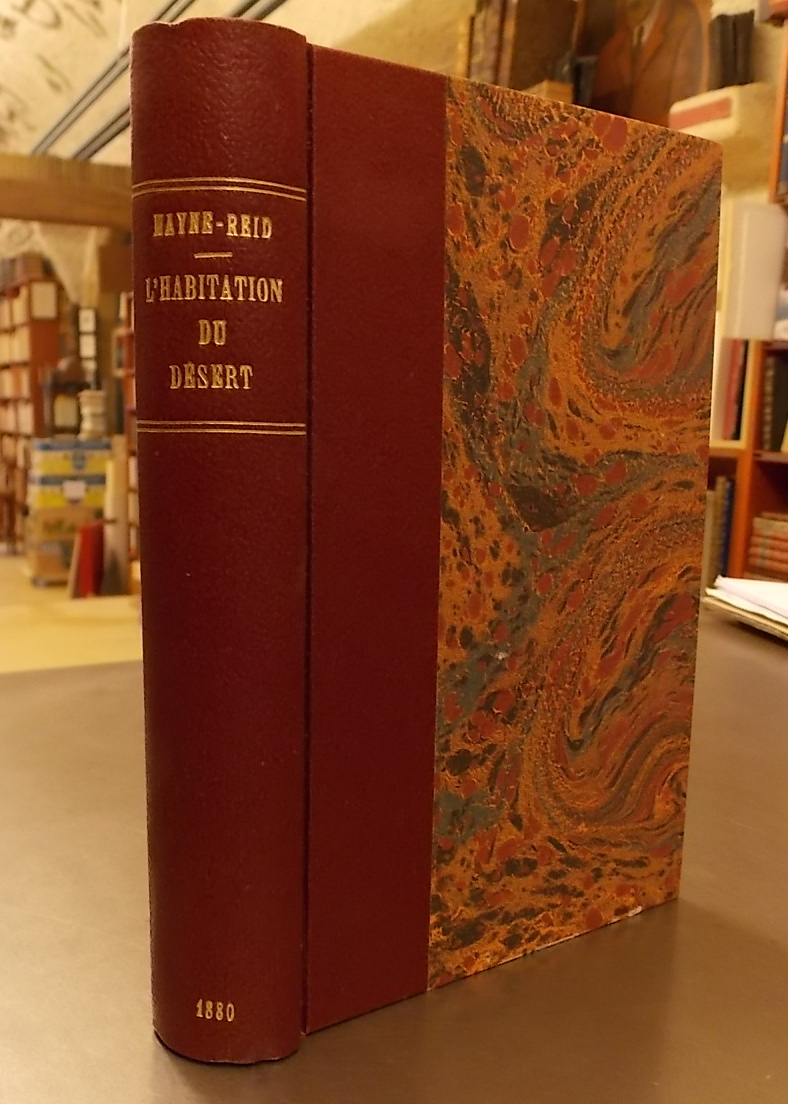 MAYNE-REID
L'HABITATION
DU
DÉSERT
1880